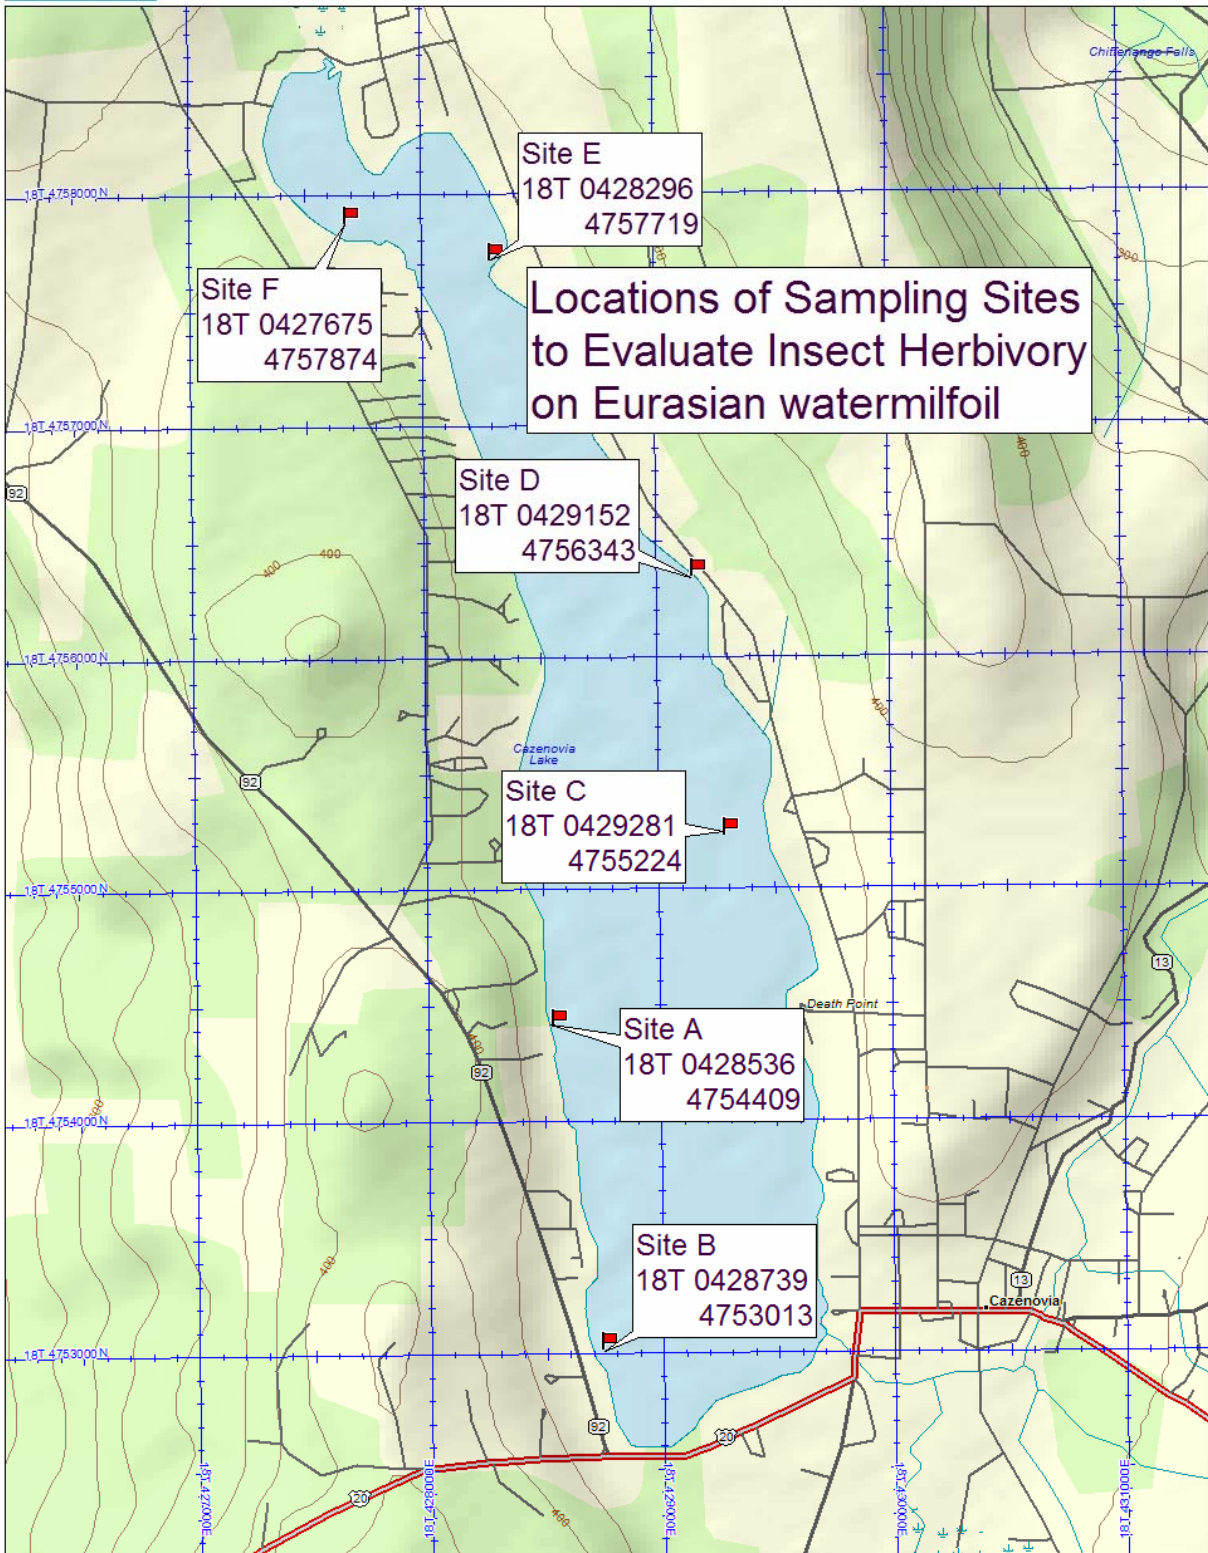 Chittenango Falls
Site E
18T 0428296
4757719
18T 4758000 N
Site F
18T 0427675
4757874
300
Locations of Sampling Sites
to Evaluate Insect Herbivory
on Eurasian watermilfoil
18T 4757000 N
400
92
Site D
18T 0429152
4756343
400
400
18T 4756000 N
400
Cazenovia
Lake
92
Site C
18T 0429281
4755224
18T 4755000 N
13
Death Point
Site A
18T 0428536
4754409
400
92
18T 4754000 N
Site B
18T 0428739
4753013
400
13
Cazenovia
18T 4753000 N
92
20
20
400
18T 427000E
18T 428000E
18T 429000E
18T 430000E
18T 431000E